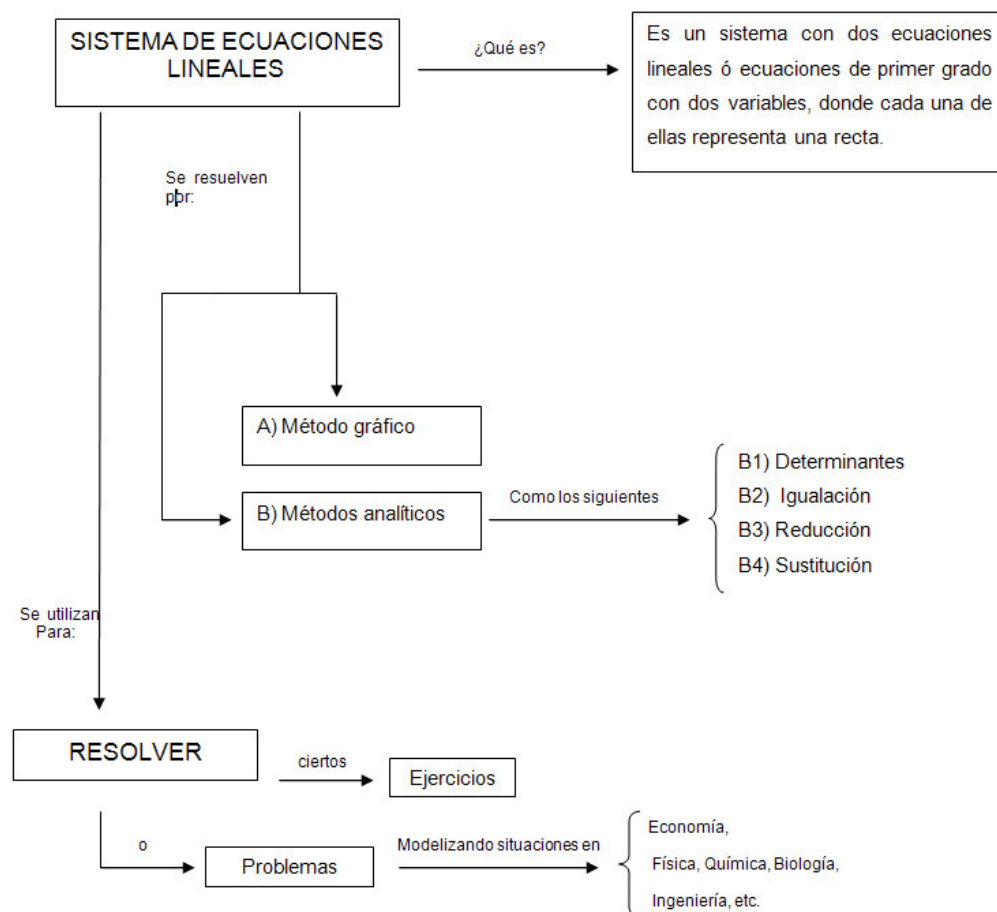 SISTEMA DE ECUACIONES
LINEALES
¿Qué es?
Es un sistema con dos ecuaciones
lineales ó ecuaciones de primer grado
con dos variables, donde cada una de
ellas representa una recta.
Se resuelven
por:
A) Método gráfico
B) Métodos analíticos
Como los siguientes
B1) Determinantes
B2) Igualación
B3) Reducción
B4) Sustitución
Se utilizan
Para:
RESOLVER
ciertos
Ejercicios
o
Problemas
Modelizando situaciones en
Economía,
Física, Química, Biología,
Ingeniería, etc.